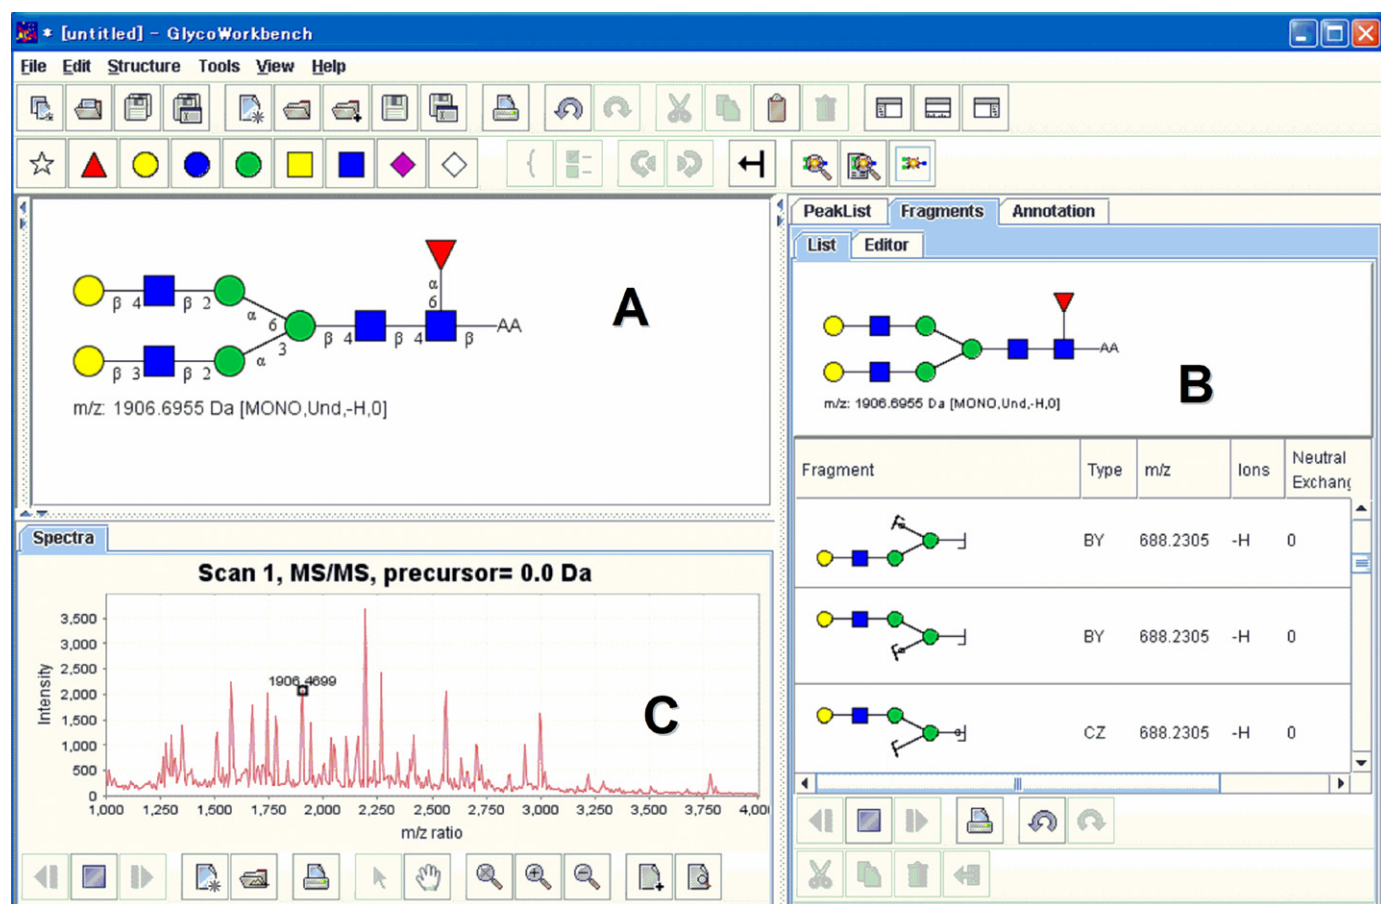 * [untitled] - GlycoWorkbench
File Edit Structure Tools View Help
PeakList Fragments Annotation
List Editor
α
6
β 4 β 2
α 6
A
β 4 β 4 β AA
3
β 3 β 2 α
m/z: 1906.6955 Da [MONO,Und,-H,0]
AA
B
m/z: 1906.6955 Da [MONO,Und,-H,0]
Fragment Type m/z Ions Neutral
Exchang
BY 688.2305 -H 0
BY 688.2305 -H 0
CZ 688.2305 -H 0
Spectra
Scan 1, MS/MS, precursor= 0.0 Da
Intensity
3,500
3,000
2,500
2,000
1,500
1,000
500
0
1906.4699
C
1,000 1,250 1,500 1,750 2,000 2,250 2,500 2,750 3,000 3,250 3,500 3,750 4,00
m/z ratio